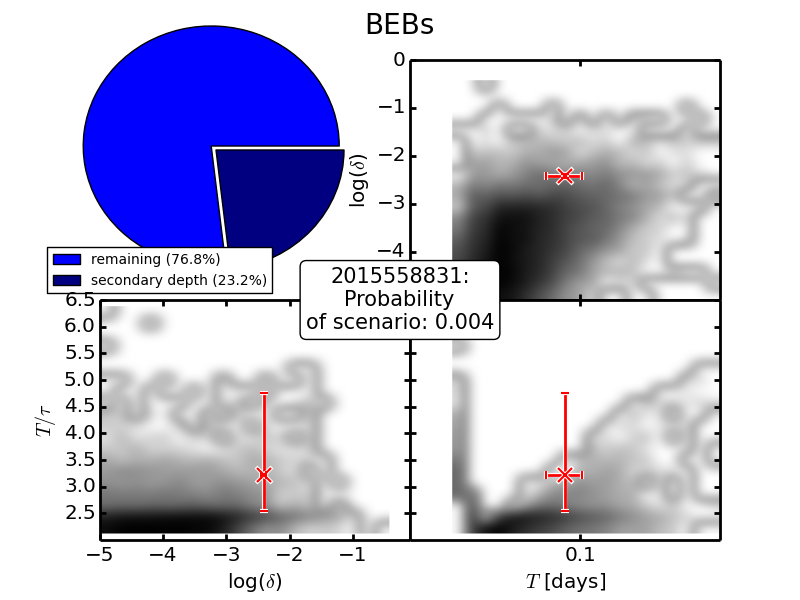 BEBs
remaining (76.8%)
secondary depth (23.2%)
log(δ)
0
−1
−2
−3
−4
2015558831:
Probability
of scenario: 0.004
T/τ
6.5
6.0
5.5
5.0
4.5
4.0
3.5
3.0
2.5
−5 −4 −3 −2 −1
log(δ)
0.1
T [days]